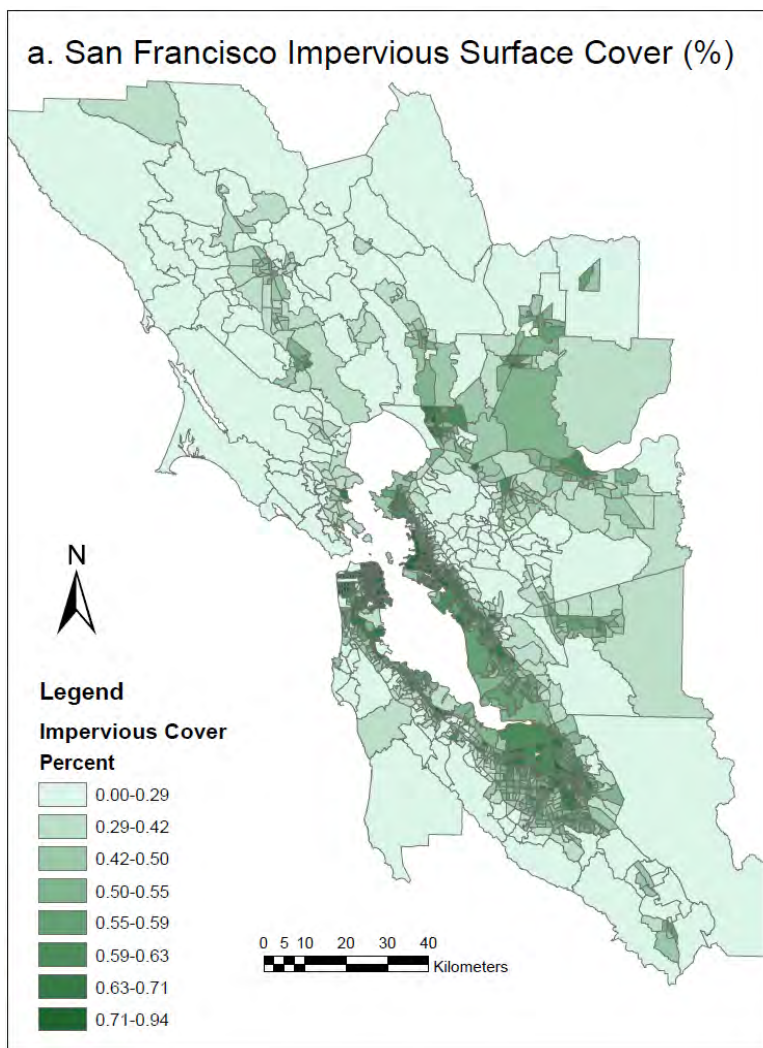 a. San Francisco Impervious Surface Cover (%)
N
Legend
Impervious Cover
Percent
0.00-0.29
0.29-0.42
0.42-0.50
0.50-0.55
0.55-0.59
0.59-0.63
0.63-0.71
0.71-0.94
0 5 10 20 30 40
Kilometers